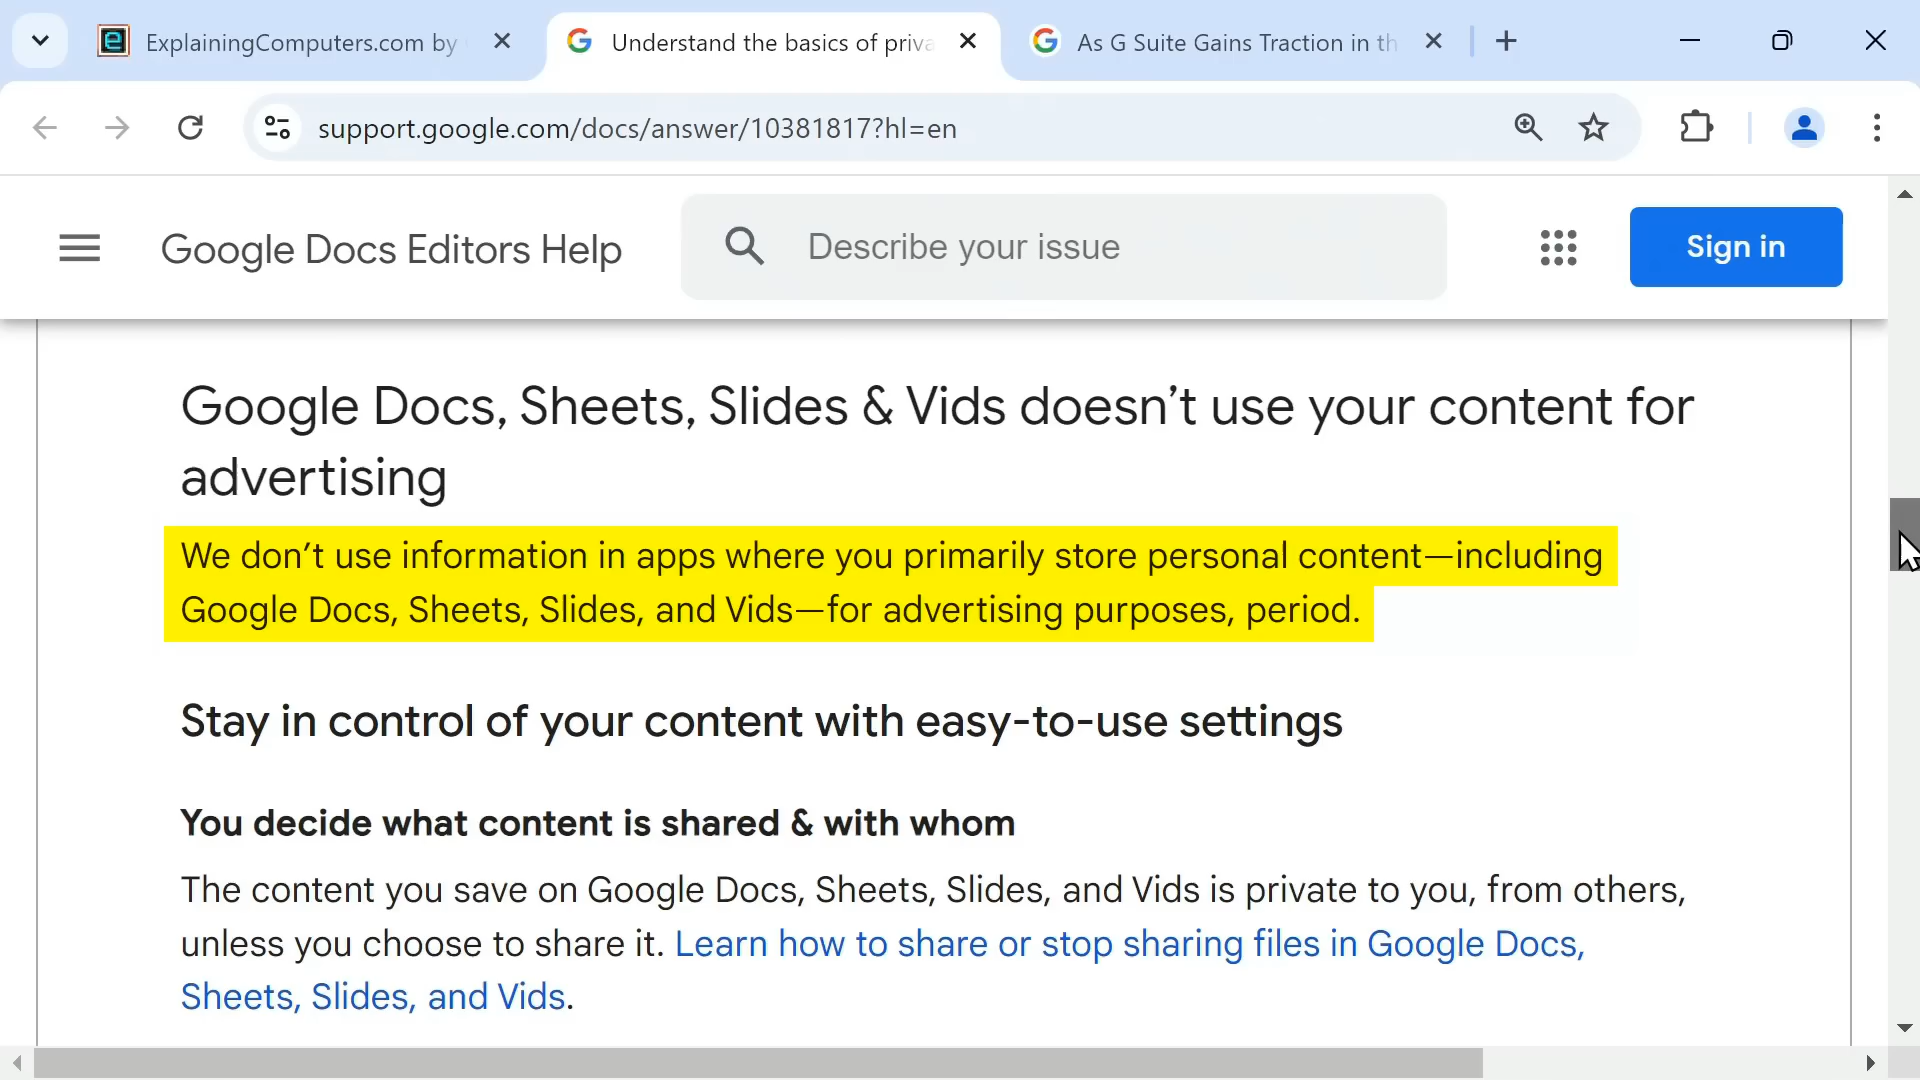 ExplainingComputers.com by
Understand the basics of priva
As G Suite Gains Traction in th
support.google.com/docs/answer/10381817?hl=en
Google Docs Editors Help
Describe your issue
Sign in
Google Docs, Sheets, Slides & Vids doesn’t use your content for
advertising
We don’t use information in apps where you primarily store personal content—including
Google Docs, Sheets, Slides, and Vids—for advertising purposes, period.
Stay in control of your content with easy-to-use settings
You decide what content is shared & with whom
The content you save on Google Docs, Sheets, Slides, and Vids is private to you, from others,
unless you choose to share it. Learn how to share or stop sharing files in Google Docs,
Sheets, Slides, and Vids.